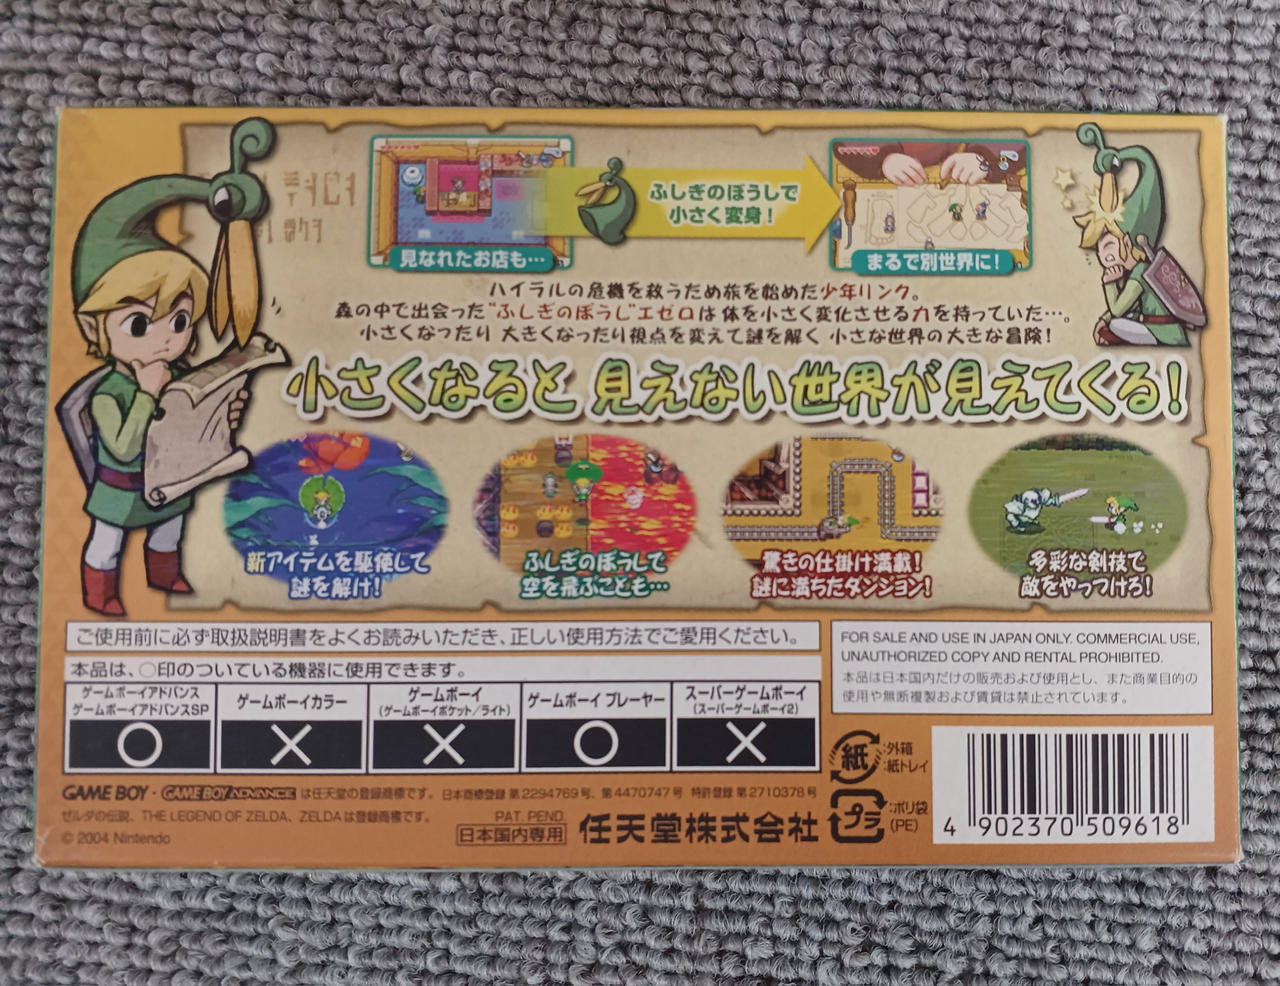 ふしぎのぼうしで
小さく変身!
見なれたお店も…
まるで別世界に!
ハイラルの危機を救うため旅を始めた少年リンク。
森の中で出会った"ふしぎのぼうし"エゼロは 体を小さく変化させる力を持っていた…。
小さくなったり 大きくなったり視点を変えて謎を解く 小さな世界の大きな冒険!
小さくなると 見えない世界が見えてくる!
新アイテムを駆使して
謎を解け!
ふしぎのぼうしで
空を飛ぶことも…
驚きの仕掛け満載!
謎に満ちたダンジョン!
多彩な剣技で
敵をやっつけろ!
ご使用前に必ず取扱説明書をよくお読みいただき、正しい使用方法でご愛用ください。
本品は、○印のついている機器に使用できます。
ゲームボーイアドバンス
ゲームボーイアドバンスSP
ゲームボーイカラー
ゲームボーイ
(ゲームボーイポケット/ライト)
ゲームボーイ プレーヤー
スーパーゲームボーイ
(スーパーゲームボーイ2)
○ × × ○ ×
FOR SALE AND USE IN JAPAN ONLY. COMMERCIAL USE,
UNAUTHORIZED COPY AND RENTAL PROHIBITED.
本品は日本国内だけの販売および使用とし、また商業目的の
使用や無断複製および賃貸は禁止されています。
紙
:外箱
:紙トレイ
プラ
:ポリ袋
(PE)
GAME BOY・GAME BOY ADVANCE は任天堂の登録商標です。 日本商標登録 第2294769号、第4470747号 特許登録 第2710378号
ゼルダの伝説、THE LEGEND OF ZELDA、ZELDAは登録商標です。
PAT. PEND.
© 2004 Nintendo
日本国内専用
任天堂株式会社
4 902370 509618